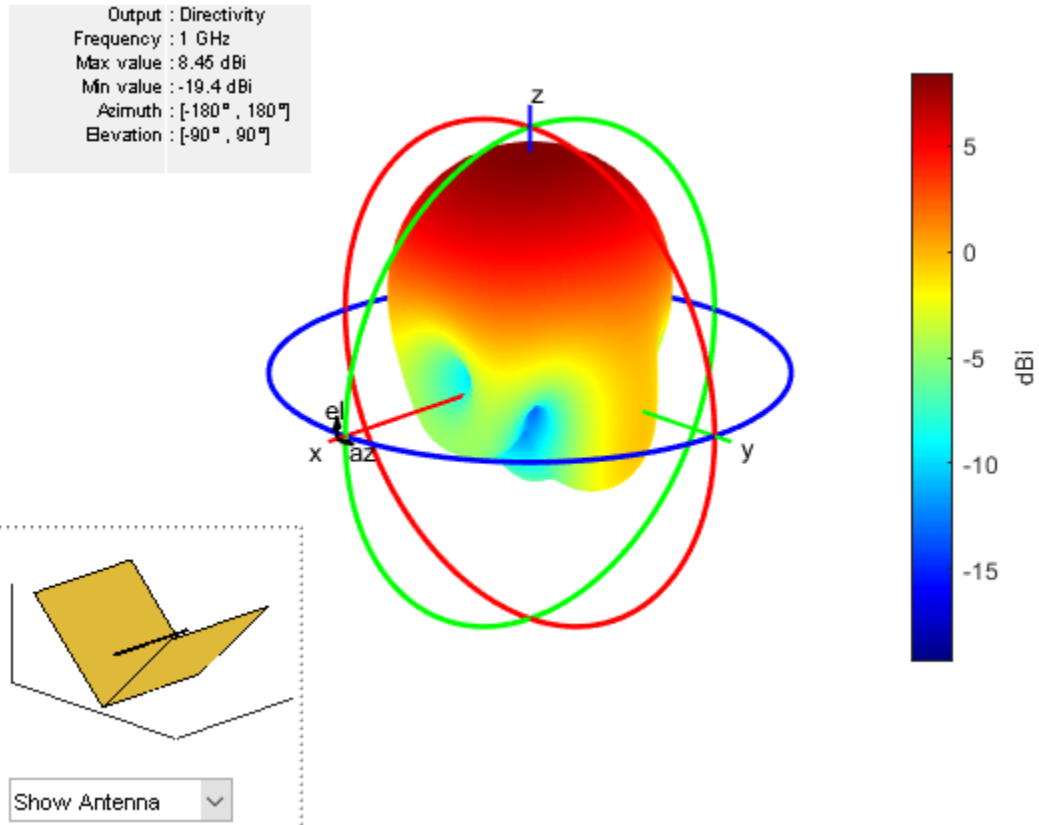 Output : Directivity
Frequency : 1 GHz
Max value : 8.45 dBi
Min value : -19.4 dBi
Azimuth : [-180° , 180°]
Elevation : [-90° , 90°]
z
x
el
az
y
5
0
-5
-10
-15
dBi
Show Antenna